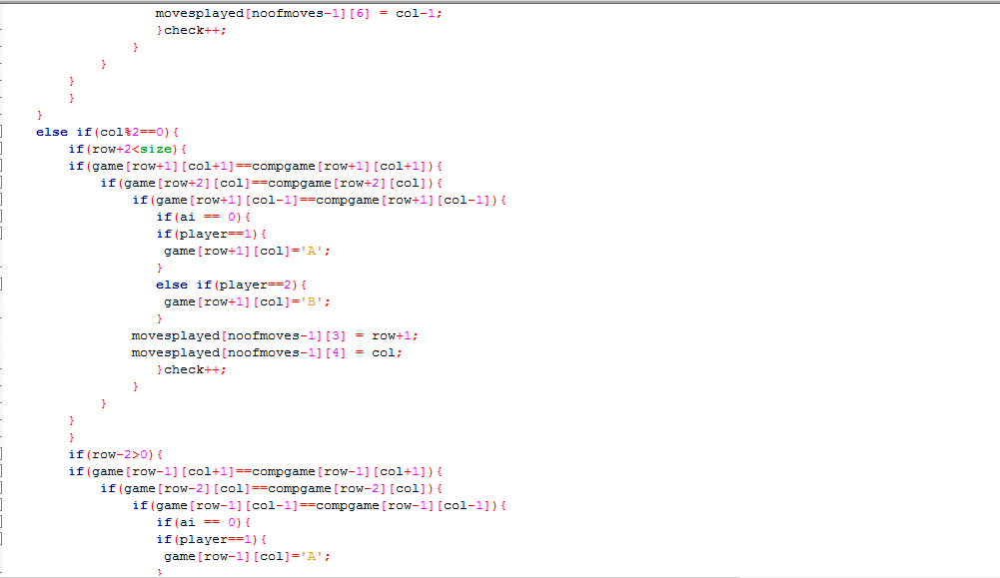 movesplayed[noofmoves-1][6] = col-1;
}check++;
}
}
}
}
}
else if(col%2==0){
if(row+2<size){
if(game[row+1][col+1]==compgame[row+1][col+1]){
if(game[row+2][col]==compgame[row+2][col]){
if(game[row+1][col-1]==compgame[row+1][col-1]){
if(ai == 0){
if(player==1){
game[row+1][col]='A';
}
else if(player==2){
game[row+1][col]='B';
}
movesplayed[noofmoves-1][3] = row+1;
movesplayed[noofmoves-1][4] = col;
}check++;
}
}
}
}
if(row-2>0){
if(game[row-1][col+1]==compgame[row-1][col+1]){
if(game[row-2][col]==compgame[row-2][col]){
if(game[row-1][col-1]==compgame[row-1][col-1]){
if(ai == 0){
if(player==1){
game[row-1][col]='A';
}